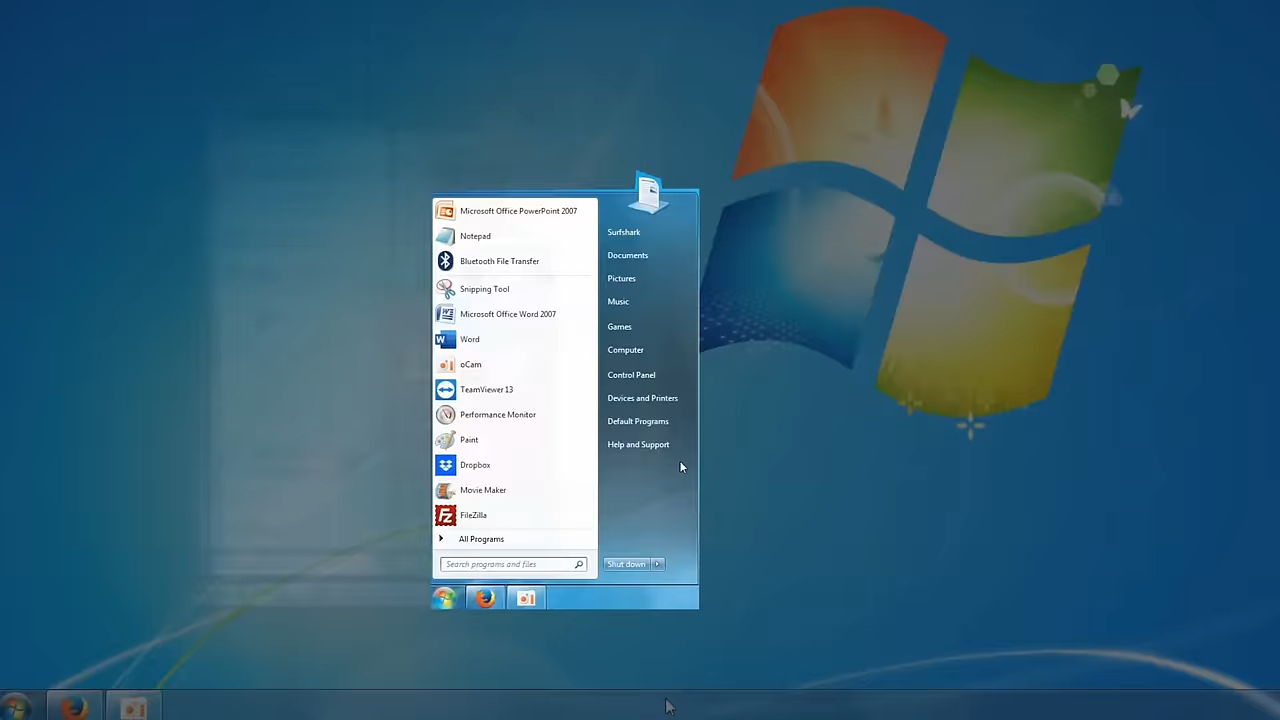 Microsoft Office PowerPoint 2007
Notepad
Bluetooth File Transfer
Snipping Tool
Microsoft Office Word 2007
Word
oCam
TeamViewer 13
Performance Monitor
Paint
Dropbox
Movie Maker
FileZilla
All Programs
Search programs and files
Surfshark
Documents
Pictures
Music
Games
Computer
Control Panel
Devices and Printers
Default Programs
Help and Support
Shut down